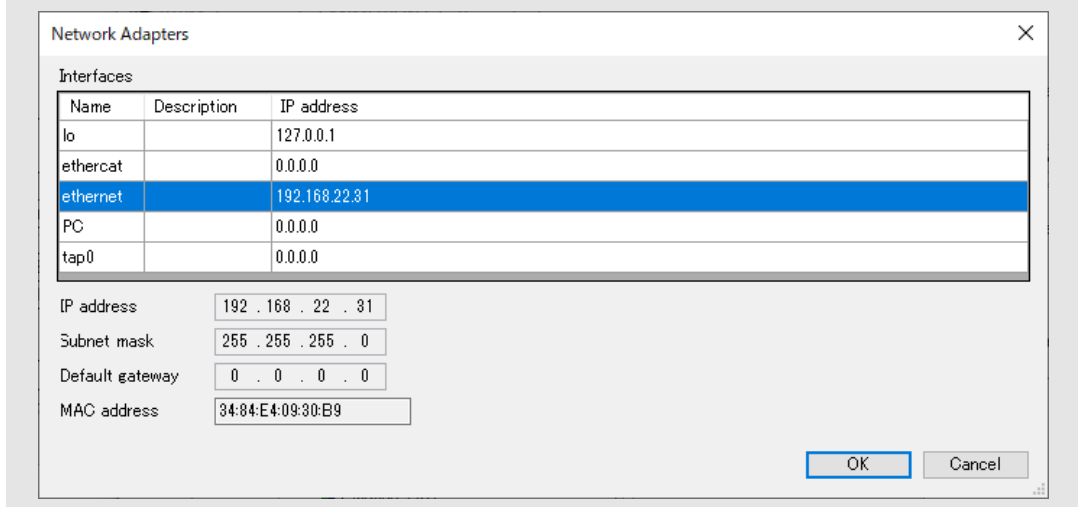 Network Adapters
Interfaces
Name Description IP address
lo 127.0.0.1
ethercat 0.0.0.0
ethernet 192.168.22.31
PC 0.0.0.0
tap0 0.0.0.0
IP address 192 . 168 . 22 . 31
Subnet mask 255 . 255 . 255 . 0
Default gateway 0 . 0 . 0 . 0
MAC address 34:84:E4:09:30:B9
OK Cancel